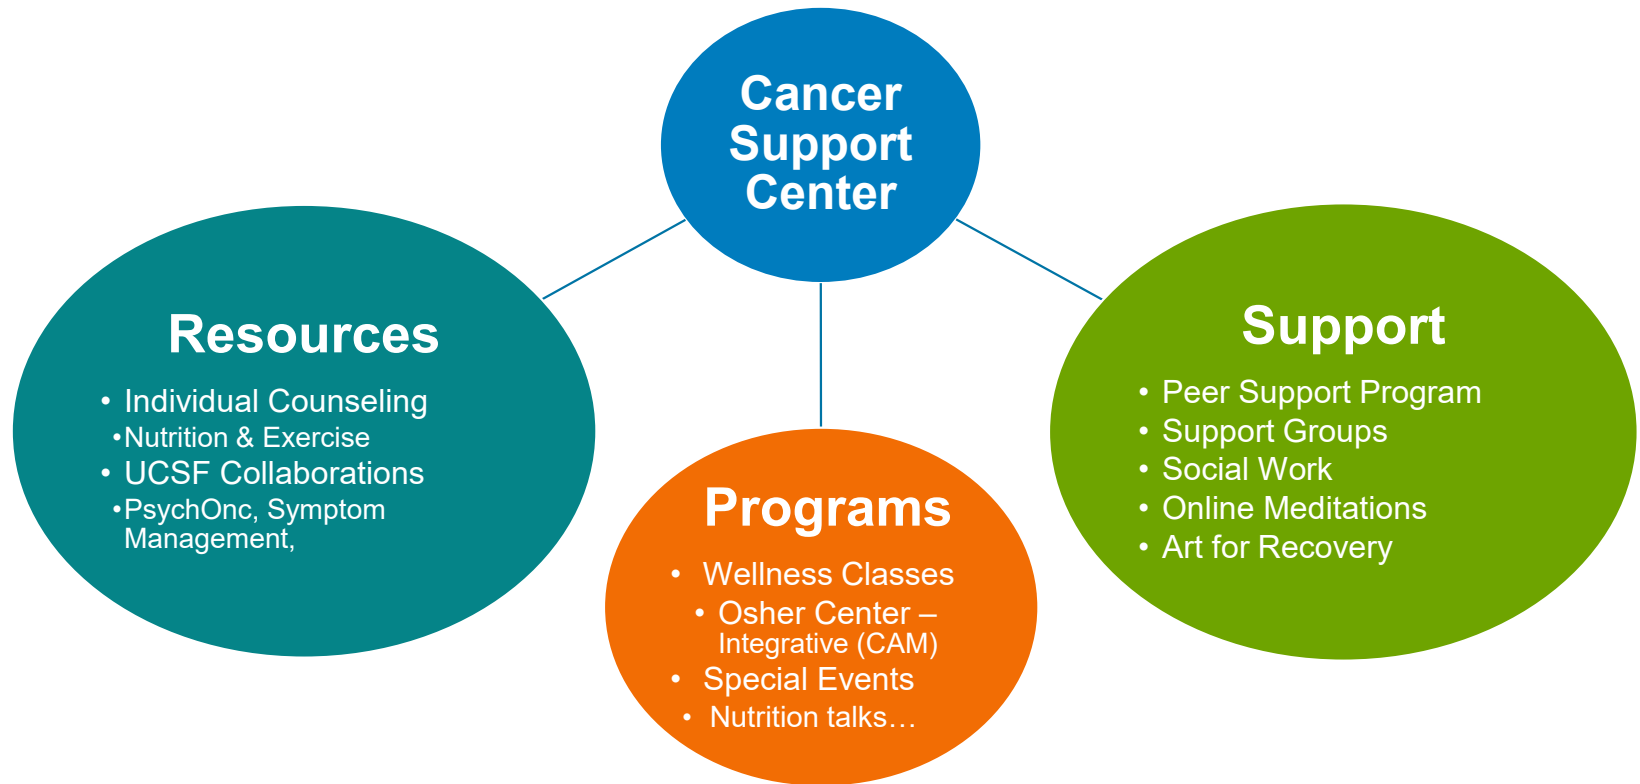 Cancer
Support
Center
Resources
• Individual Counseling
•Nutrition & Exercise
• UCSF Collaborations
•PsychOnc, Symptom
Management,
Programs
• Wellness Classes
• Osher Center –
Integrative (CAM)
• Special Events
• Nutrition talks…
Support
• Peer Support Program
• Support Groups
• Social Work
• Online Meditations
• Art for Recovery